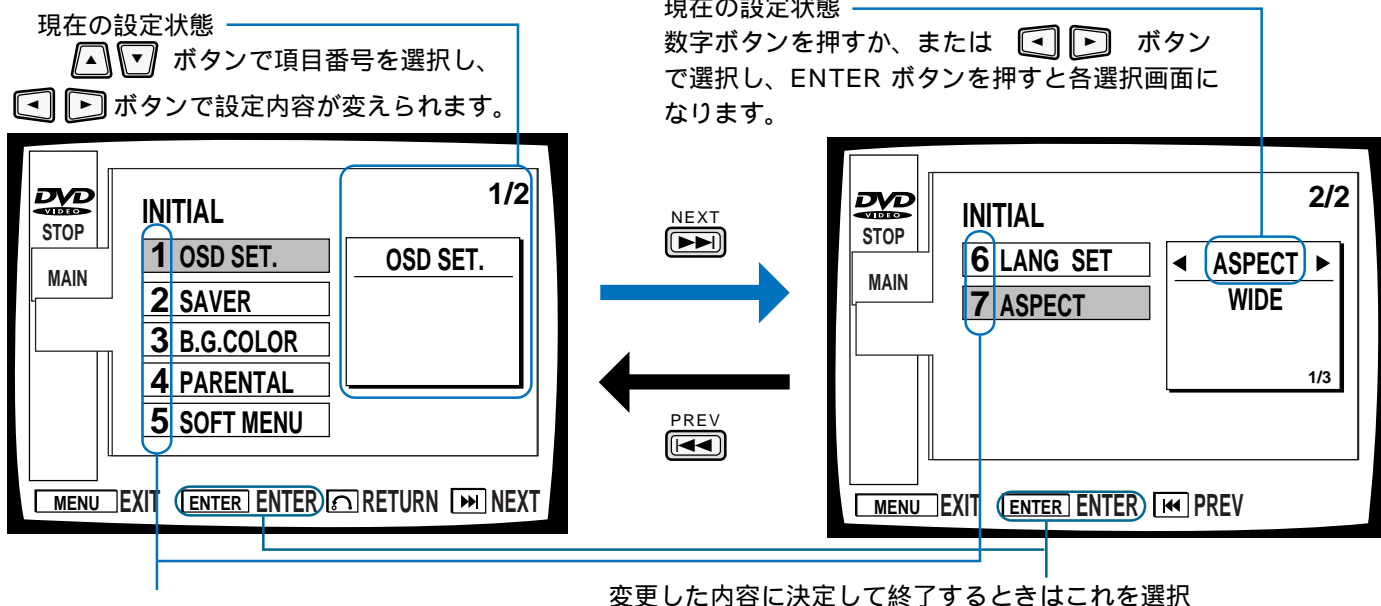 現在の設定状態
ボタンで項目番号を選択し、
ボタンで設定内容が変えられます。
現在の設定状態
数字ボタンを押すか、または ボタン
で選択し、ENTER ボタンを押すと各選択画面に
なります。
DVD
VIDEO
STOP
MAIN
INITIAL
1/2
1 OSD SET.
2 SAVER
3 B.G.COLOR
4 PARENTAL
5 SOFT MENU
OSD SET.
MENU EXIT ENTER ENTER RETURN NEXT
NEXT
PREV
DVD
VIDEO
STOP
MAIN
INITIAL
2/2
6 LANG SET
7 ASPECT
ASPECT
WIDE
1/3
MENU EXIT ENTER ENTER PREV
変更した内容に決定して終了するときはこれを選択